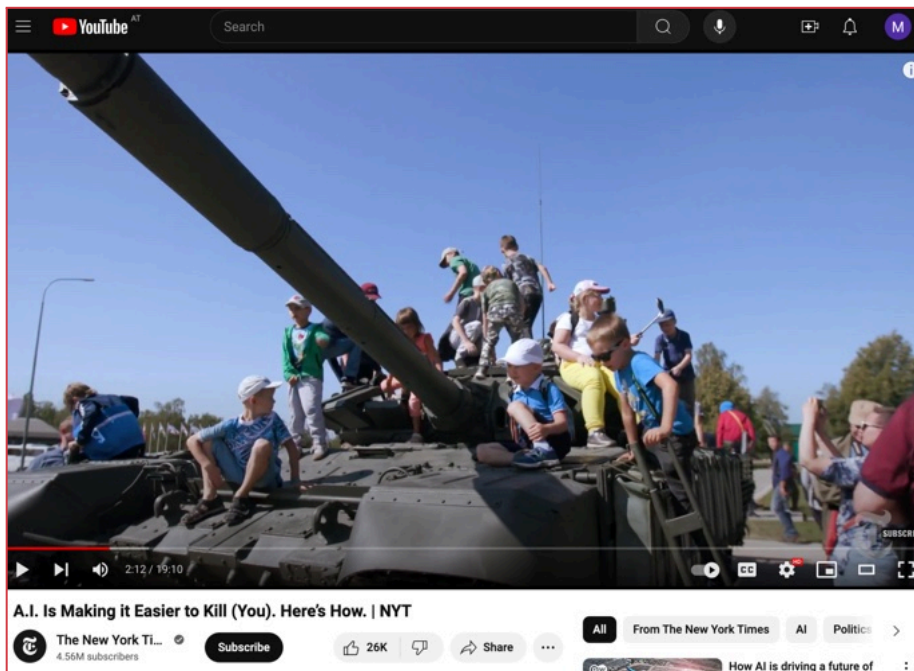 YouTube AT
Search
M
SUBSCRI
2:12 / 19:10
CC
HD
A.I. Is Making it Easier to Kill (You). Here's How. | NYT
The New York Ti...
4.56M subscribers
Subscribe
26K
Share
All
From The New York Times
AI
Politics
How AI is driving a future of